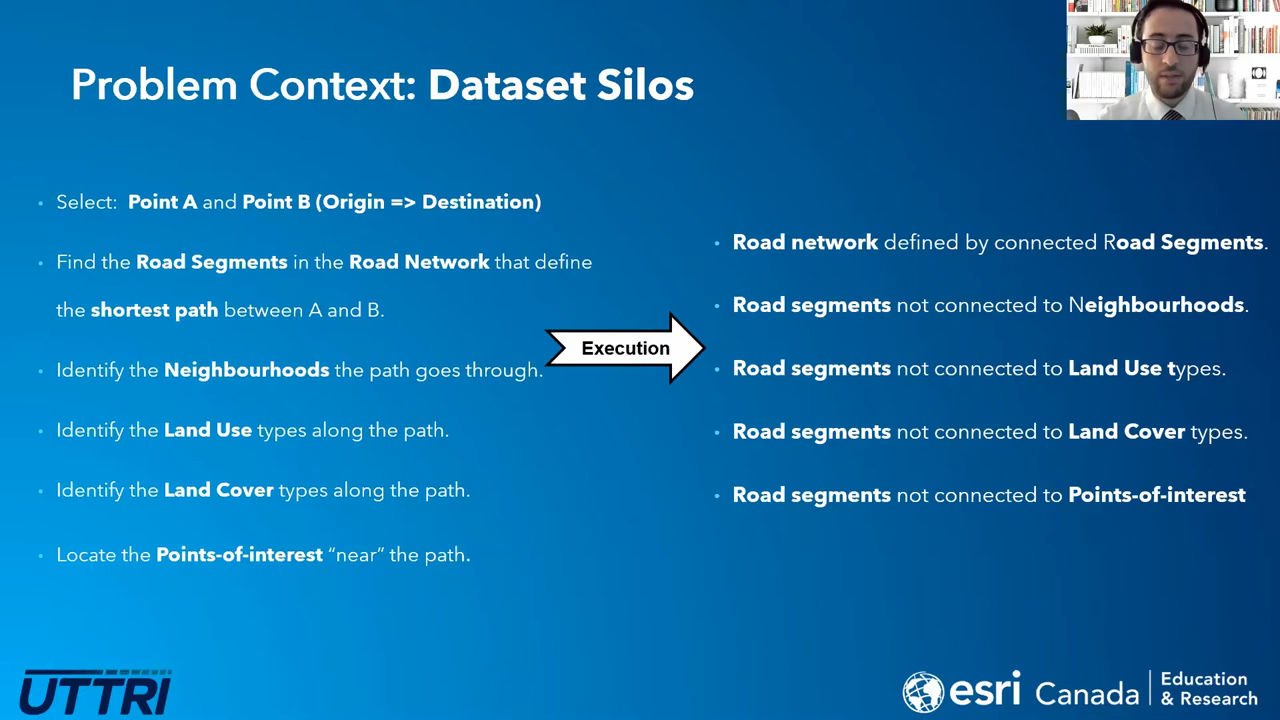 Problem Context: Dataset Silos
Select: Point A and Point B (Origin => Destination)
Find the Road Segments in the Road Network that define
the shortest path between A and B.
Identify the Neighbourhoods the path goes through.
Identify the Land Use types along the path.
Identify the Land Cover types along the path.
Locate the Points-of-interest “near” the path.
Execution
Road network defined by connected Road Segments.
Road segments not connected to Neighbourhoods.
Road segments not connected to Land Use types.
Road segments not connected to Land Cover types.
Road segments not connected to Points-of-interest
UTTRI
esri Canada
Education
& Research